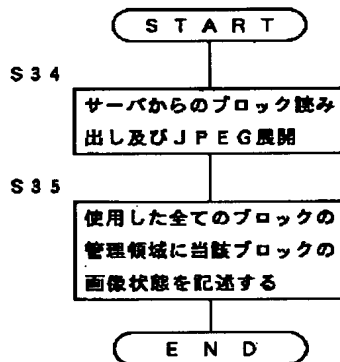 START
S34
サーバからのブロック読み
出し及びJPEG展開
S35
使用した全てのブロックの
管理領域に当該ブロックの
画像状態を記述する
END